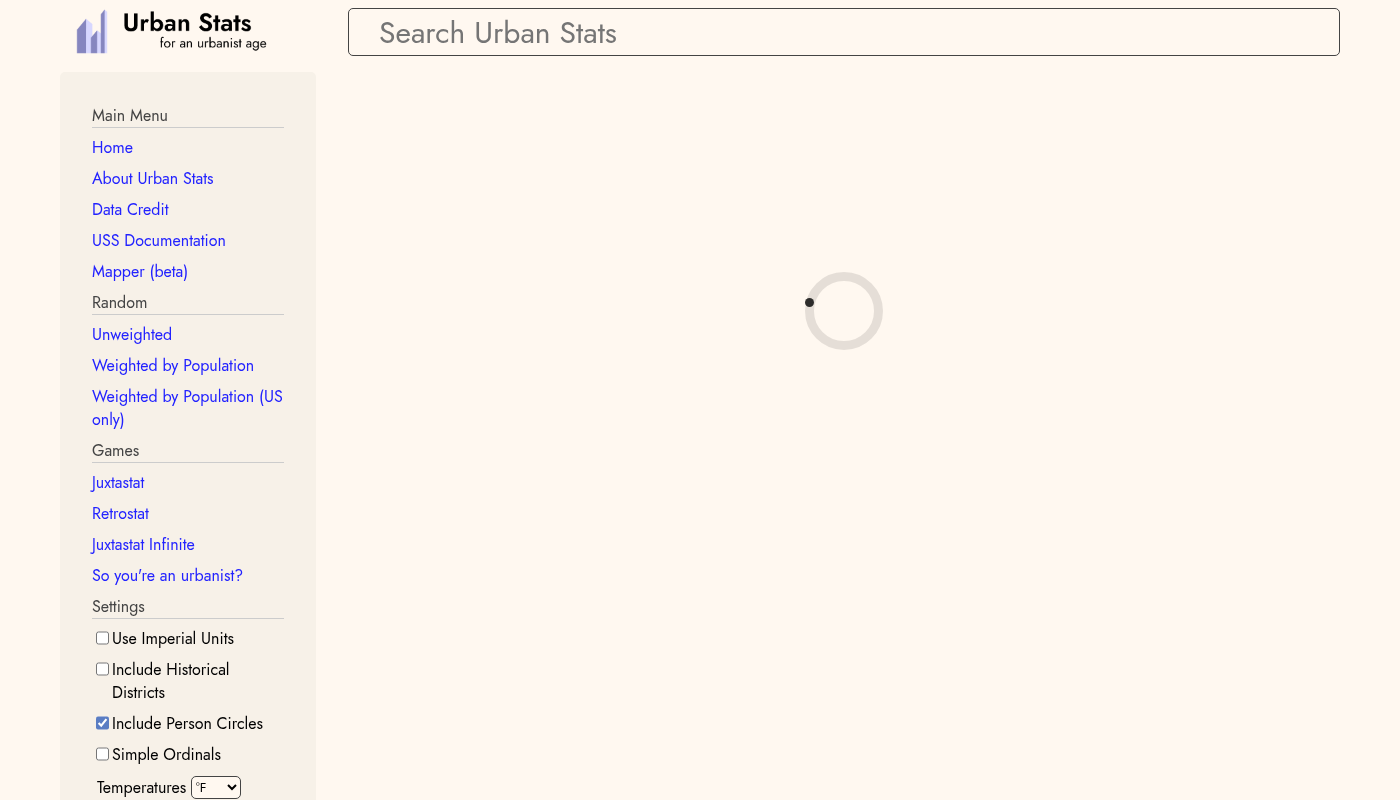 Urban Stats
for an urbanist age
Search Urban Stats
Main Menu
Home
About Urban Stats
Data Credit
USS Documentation
Mapper (beta)
Random
Unweighted
Weighted by Population
Weighted by Population (US
only)
Games
Juxtastat
Retrostat
Juxtastat Infinite
So you're an urbanist?
Settings
Use Imperial Units
Include Historical
Districts
Include Person Circles
Simple Ordinals
Temperatures °F